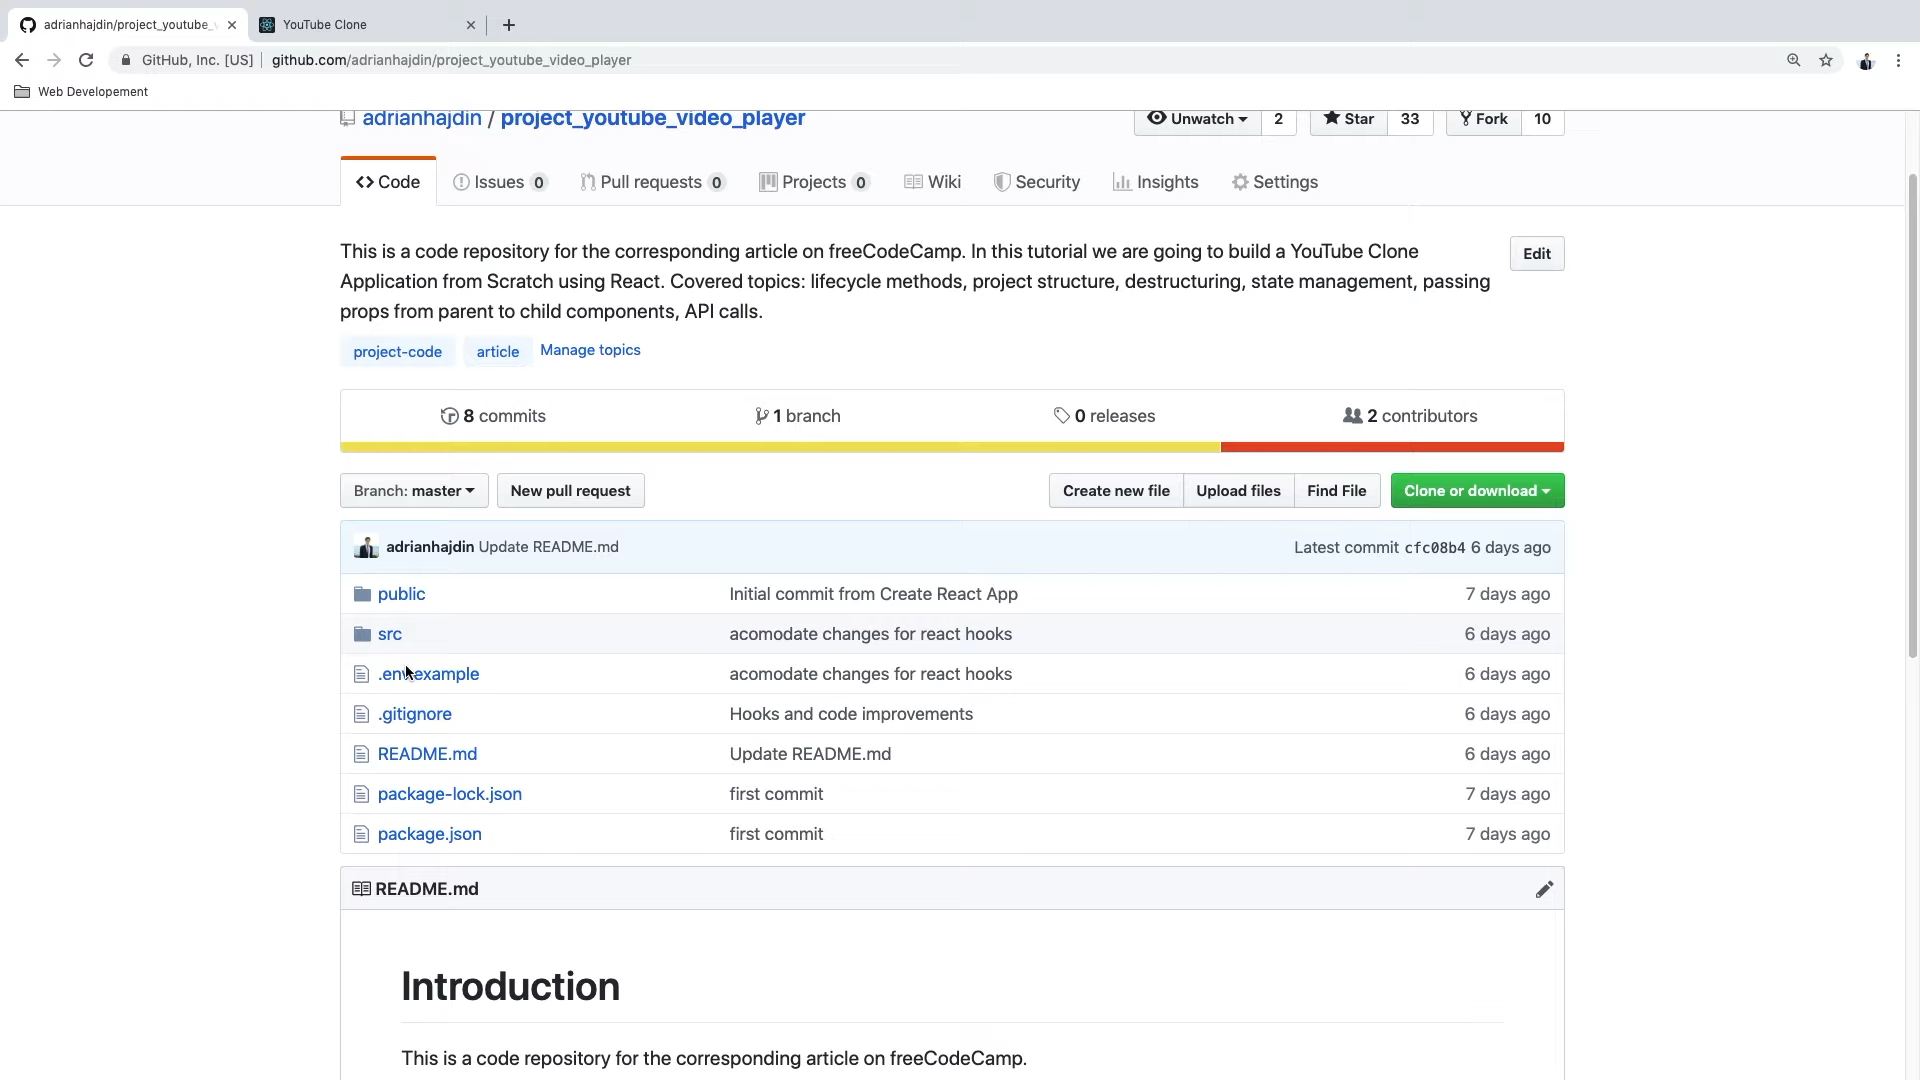 adrianhajdin/project_youtube_v
YouTube Clone
GitHub, Inc. [US]
github.com/adrianhajdin/project_youtube_video_player
Web Developement
adrianhajdin / project_youtube_video_player
Unwatch 2
Star 33
Fork 10
Code
Issues 0
Pull requests 0
Projects 0
Wiki
Security
Insights
Settings
This is a code repository for the corresponding article on freeCodeCamp. In this tutorial we are going to build a YouTube Clone
Application from Scratch using React. Covered topics: lifecycle methods, project structure, destructuring, state management, passing
props from parent to child components, API calls.
Edit
project-code
article
Manage topics
8 commits
1 branch
0 releases
2 contributors
Branch: master
New pull request
Create new file
Upload files
Find File
Clone or download
adrianhajdin Update README.md
Latest commit cfc08b4 6 days ago
public Initial commit from Create React App 7 days ago
src acomodate changes for react hooks 6 days ago
.env.example acomodate changes for react hooks 6 days ago
.gitignore Hooks and code improvements 6 days ago
README.md Update README.md 6 days ago
package-lock.json first commit 7 days ago
package.json first commit 7 days ago
README.md
Introduction
This is a code repository for the corresponding article on freeCodeCamp.